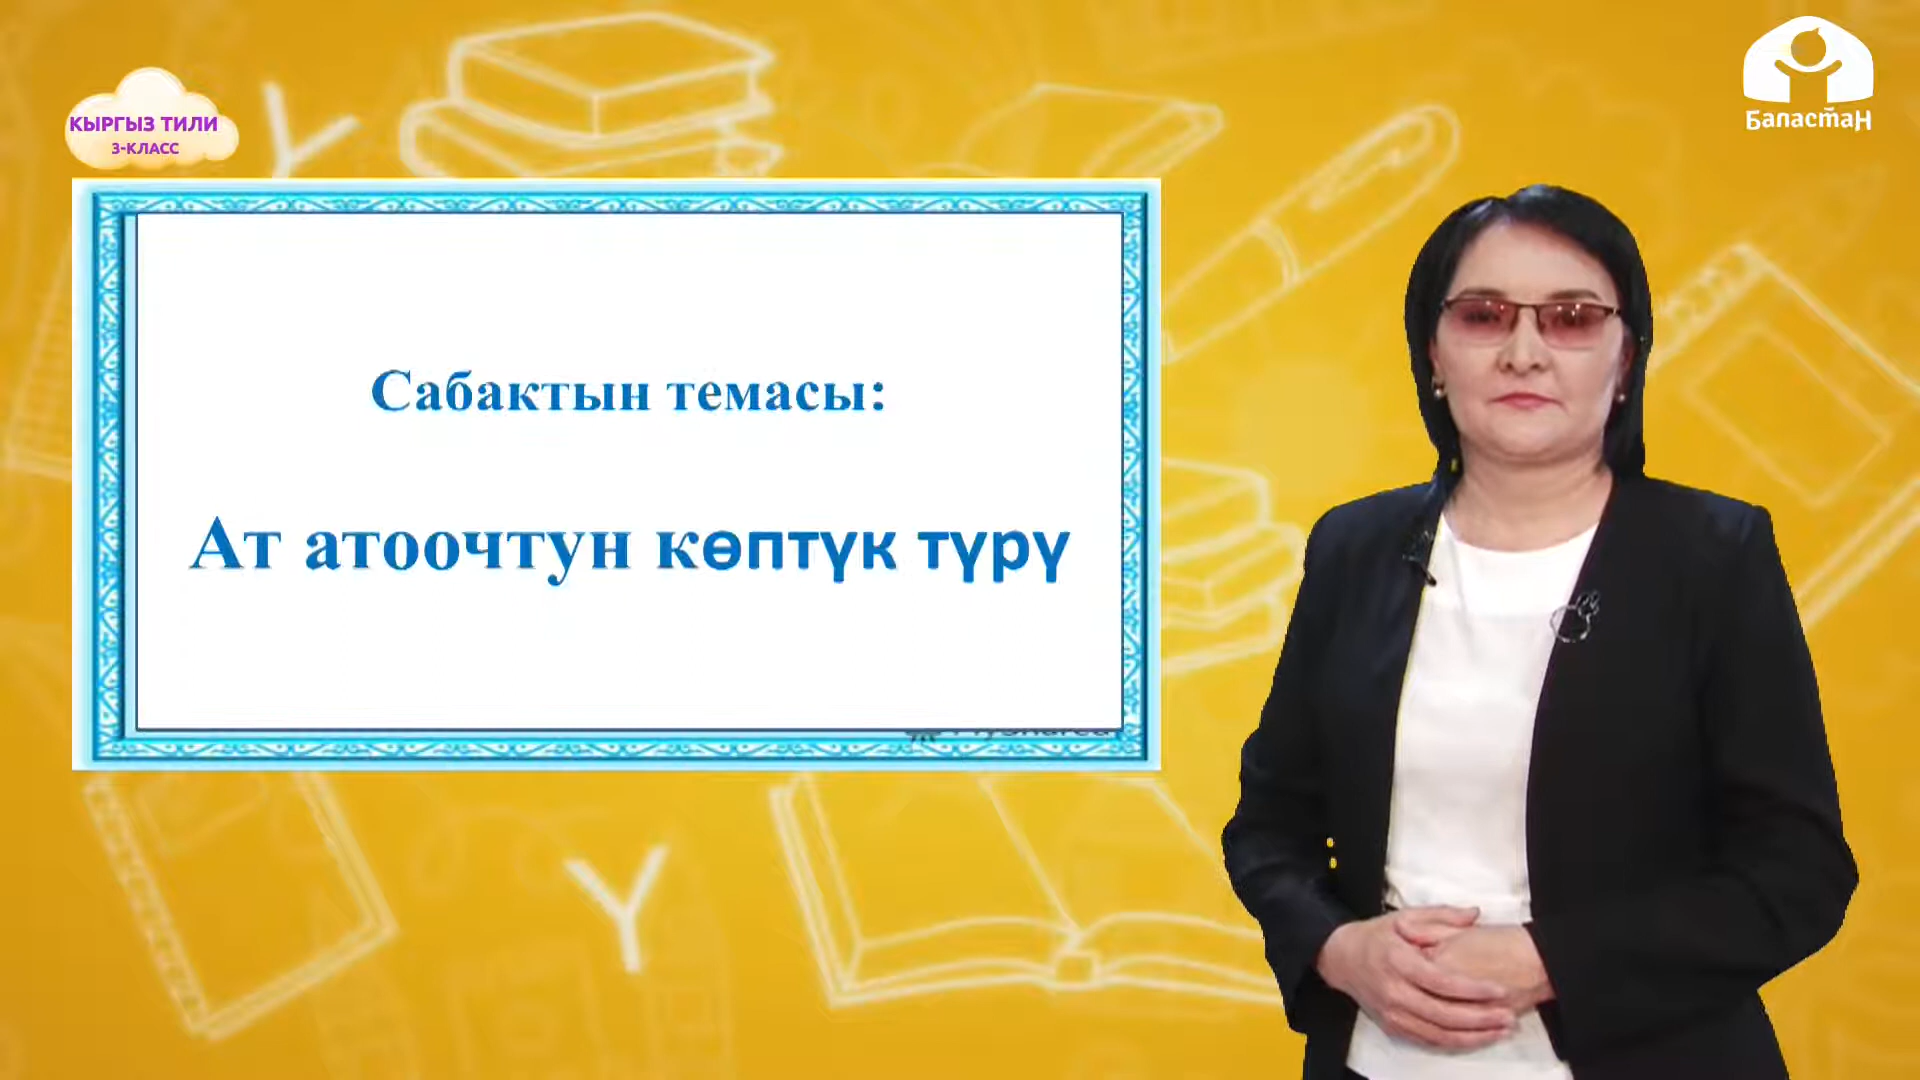 КЫРГЫЗ ТИЛИ
3-КЛАСС
Баластан
Сабактын темасы:
Ат атоочтун көптүк түрү